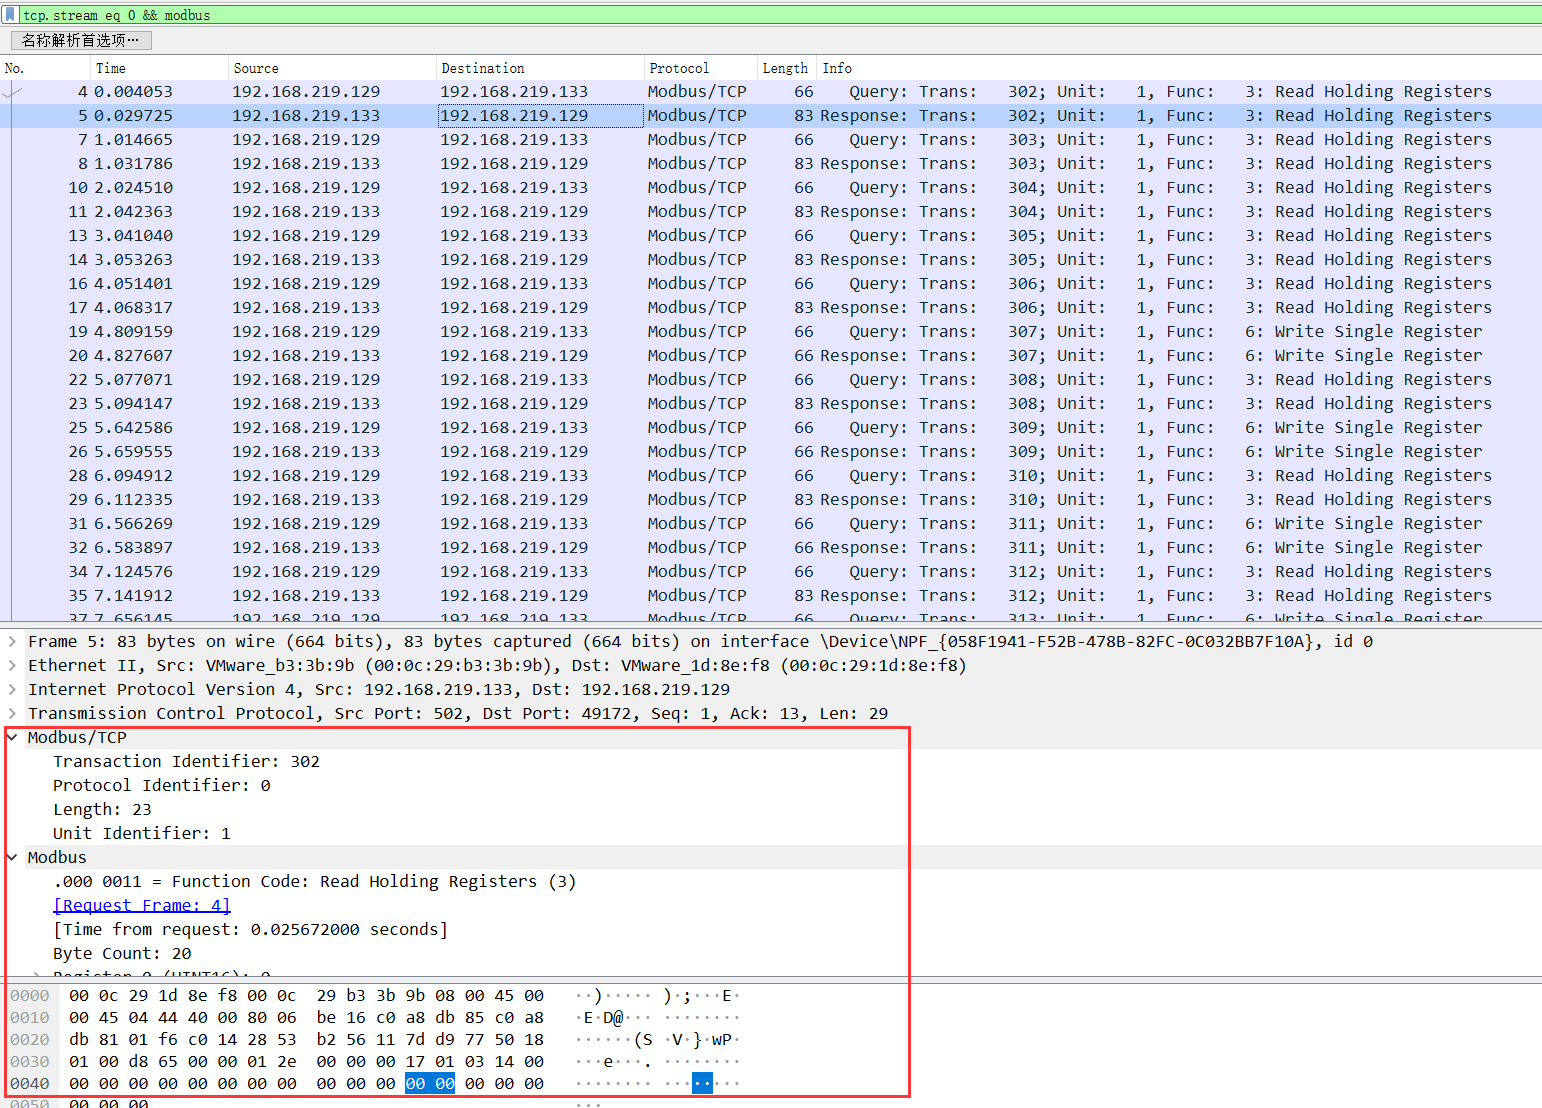 tcp.stream eq 0 && modbus
名称解析首选项…
No. Time Source Destination Protocol Length Info
4 0.004053 192.168.219.129 192.168.219.133 Modbus/TCP 66 Query: Trans: 302; Unit: 1, Func: 3: Read Holding Registers
5 0.029725 192.168.219.133 192.168.219.129 Modbus/TCP 83 Response: Trans: 302; Unit: 1, Func: 3: Read Holding Registers
7 1.014665 192.168.219.129 192.168.219.133 Modbus/TCP 66 Query: Trans: 303; Unit: 1, Func: 3: Read Holding Registers
8 1.031786 192.168.219.133 192.168.219.129 Modbus/TCP 83 Response: Trans: 303; Unit: 1, Func: 3: Read Holding Registers
10 2.024510 192.168.219.129 192.168.219.133 Modbus/TCP 66 Query: Trans: 304; Unit: 1, Func: 3: Read Holding Registers
11 2.042363 192.168.219.133 192.168.219.129 Modbus/TCP 83 Response: Trans: 304; Unit: 1, Func: 3: Read Holding Registers
13 3.041040 192.168.219.129 192.168.219.133 Modbus/TCP 66 Query: Trans: 305; Unit: 1, Func: 3: Read Holding Registers
14 3.053263 192.168.219.133 192.168.219.129 Modbus/TCP 83 Response: Trans: 305; Unit: 1, Func: 3: Read Holding Registers
16 4.051401 192.168.219.129 192.168.219.133 Modbus/TCP 66 Query: Trans: 306; Unit: 1, Func: 3: Read Holding Registers
17 4.068317 192.168.219.133 192.168.219.129 Modbus/TCP 83 Response: Trans: 306; Unit: 1, Func: 3: Read Holding Registers
19 4.809159 192.168.219.129 192.168.219.133 Modbus/TCP 66 Query: Trans: 307; Unit: 1, Func: 6: Write Single Register
20 4.827607 192.168.219.133 192.168.219.129 Modbus/TCP 66 Response: Trans: 307; Unit: 1, Func: 6: Write Single Register
22 5.077071 192.168.219.129 192.168.219.133 Modbus/TCP 66 Query: Trans: 308; Unit: 1, Func: 3: Read Holding Registers
23 5.094147 192.168.219.133 192.168.219.129 Modbus/TCP 83 Response: Trans: 308; Unit: 1, Func: 3: Read Holding Registers
25 5.642586 192.168.219.129 192.168.219.133 Modbus/TCP 66 Query: Trans: 309; Unit: 1, Func: 6: Write Single Register
26 5.659555 192.168.219.133 192.168.219.129 Modbus/TCP 66 Response: Trans: 309; Unit: 1, Func: 6: Write Single Register
28 6.094912 192.168.219.129 192.168.219.133 Modbus/TCP 66 Query: Trans: 310; Unit: 1, Func: 3: Read Holding Registers
29 6.112335 192.168.219.133 192.168.219.129 Modbus/TCP 83 Response: Trans: 310; Unit: 1, Func: 3: Read Holding Registers
31 6.566269 192.168.219.129 192.168.219.133 Modbus/TCP 66 Query: Trans: 311; Unit: 1, Func: 6: Write Single Register
32 6.583897 192.168.219.133 192.168.219.129 Modbus/TCP 66 Response: Trans: 311; Unit: 1, Func: 6: Write Single Register
34 7.124576 192.168.219.129 192.168.219.133 Modbus/TCP 66 Query: Trans: 312; Unit: 1, Func: 3: Read Holding Registers
35 7.141912 192.168.219.133 192.168.219.129 Modbus/TCP 83 Response: Trans: 312; Unit: 1, Func: 3: Read Holding Registers
37 7.656145 192.168.219.129 192.168.219.133 Modbus/TCP 66 Query: Trans: 313; Unit: 1, Func: 6: Write Single Register
Frame 5: 83 bytes on wire (664 bits), 83 bytes captured (664 bits) on interface \Device\NPF_{058F1941-F52B-478B-82FC-0C032BB7F10A}, id 0
Ethernet II, Src: VMware_b3:3b:9b (00:0c:29:b3:3b:9b), Dst: VMware_1d:8e:f8 (00:0c:29:1d:8e:f8)
Internet Protocol Version 4, Src: 192.168.219.133, Dst: 192.168.219.129
Transmission Control Protocol, Src Port: 502, Dst Port: 49172, Seq: 1, Ack: 13, Len: 29
Modbus/TCP
Transaction Identifier: 302
Protocol Identifier: 0
Length: 23
Unit Identifier: 1
Modbus
.000 0011 = Function Code: Read Holding Registers (3)
[Request Frame: 4]
[Time from request: 0.025672000 seconds]
Byte Count: 20
Register 0 (UINT16): 0
0000 00 0c 29 1d 8e f8 00 0c 29 b3 3b 9b 08 00 45 00 ··)····· )·;···E·
0010 00 45 04 44 40 00 80 06 be 16 c0 a8 db 85 c0 a8 ·E·D@··· ········
0020 db 81 01 f6 c0 14 28 53 b2 56 11 7d d9 77 50 18 ······(S ·V·}·wP·
0030 01 00 d8 65 00 00 01 2e 00 00 00 17 01 03 14 00 ···e···. ········
0040 00 00 00 00 00 00 00 00 00 00 00 00 00 00 00 00 ········ ········
0050 00 00 00 ···